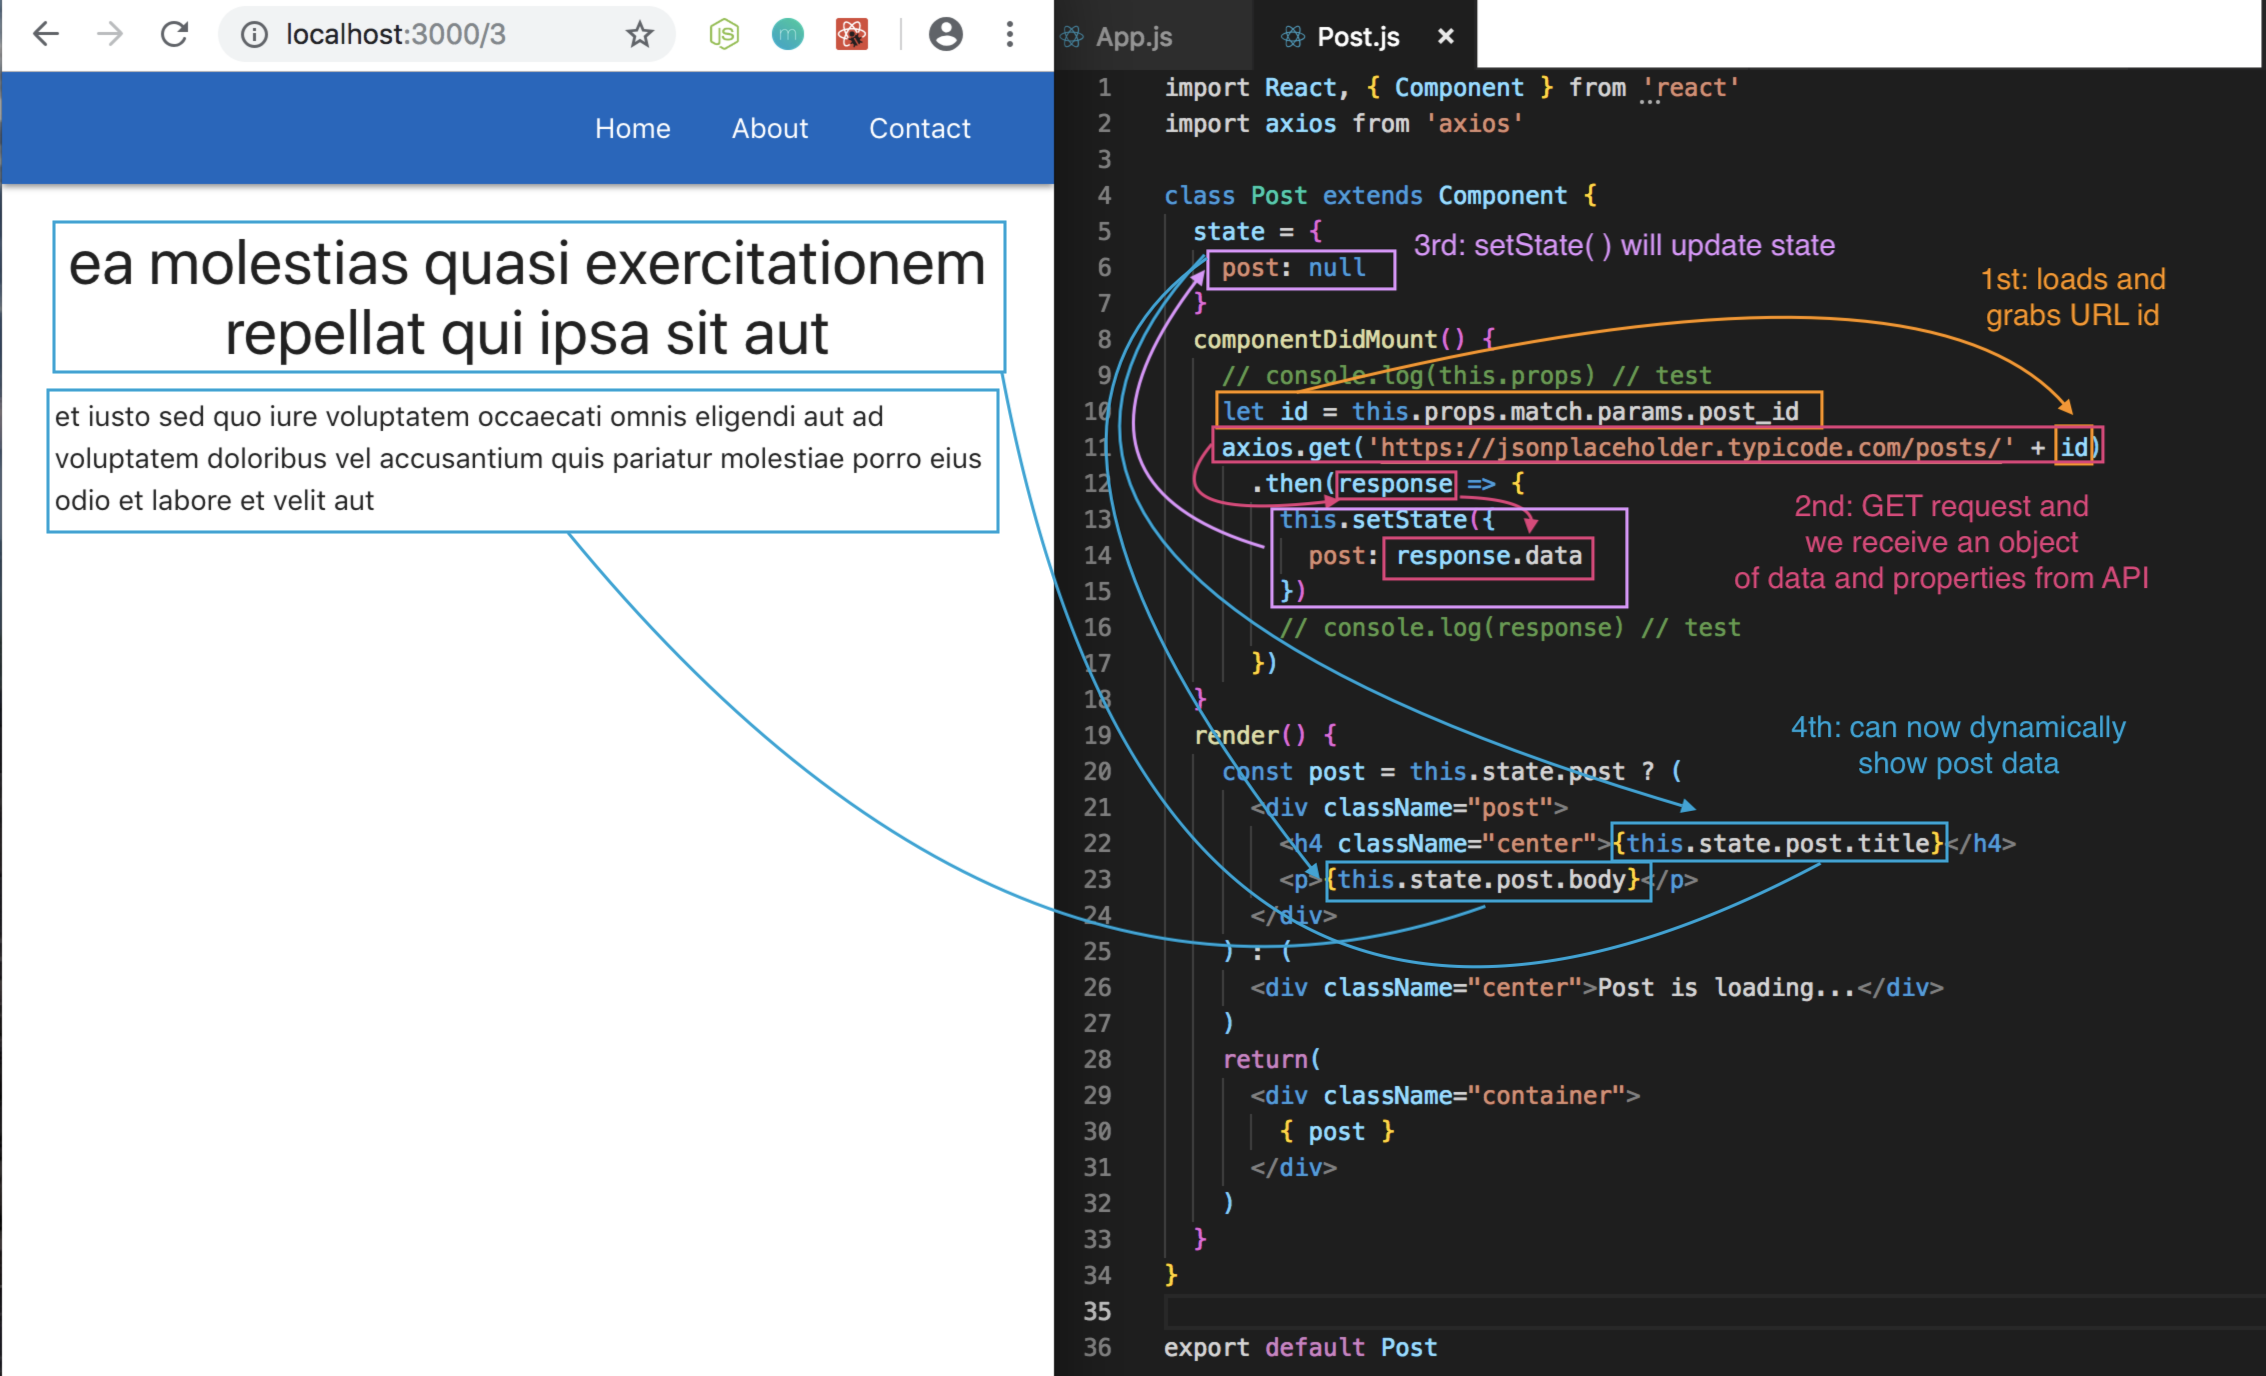 localhost:3000/3
Home About Contact
ea molestias quasi exercitationem
repellat qui ipsa sit aut
et iusto sed quo iure voluptatem occaecati omnis eligendi aut ad
voluptatem doloribus vel accusantium quis pariatur molestiae porro eius
odio et labore et velit aut
App.js Post.js ×
1 import React, { Component } from 'react'
2 import axios from 'axios'
3
4 class Post extends Component {
5 state = {
3rd: setState( ) will update state
6 post: null
1st: loads and
grabs URL id
7 }
8 componentDidMount() {
9 // console.log(this.props) // test
10 let id = this.props.match.params.post_id
11 axios.get('https://jsonplaceholder.typicode.com/posts/' + id)
12 .then(response => {
2nd: GET request and
we receive an object
of data and properties from API
13 this.setState({
14 post: response.data
15 })
16 // console.log(response) // test
17 })
18 }
4th: can now dynamically
show post data
19 render() {
20 const post = this.state.post ? (
21 <div className="post">
22 <h4 className="center">{this.state.post.title}</h4>
23 <p>{this.state.post.body}</p>
24 </div>
25 ) : (
26 <div className="center">Post is loading...</div>
27 )
28 return(
29 <div className="container">
30 { post }
31 </div>
32 )
33 }
34 }
35
36 export default Post